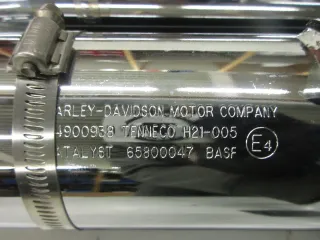 ARLEY-DAVIDSON MOTOR COMPANY
4900938 TENNECO H21-005
ATALYST 65800047 BASF
E4